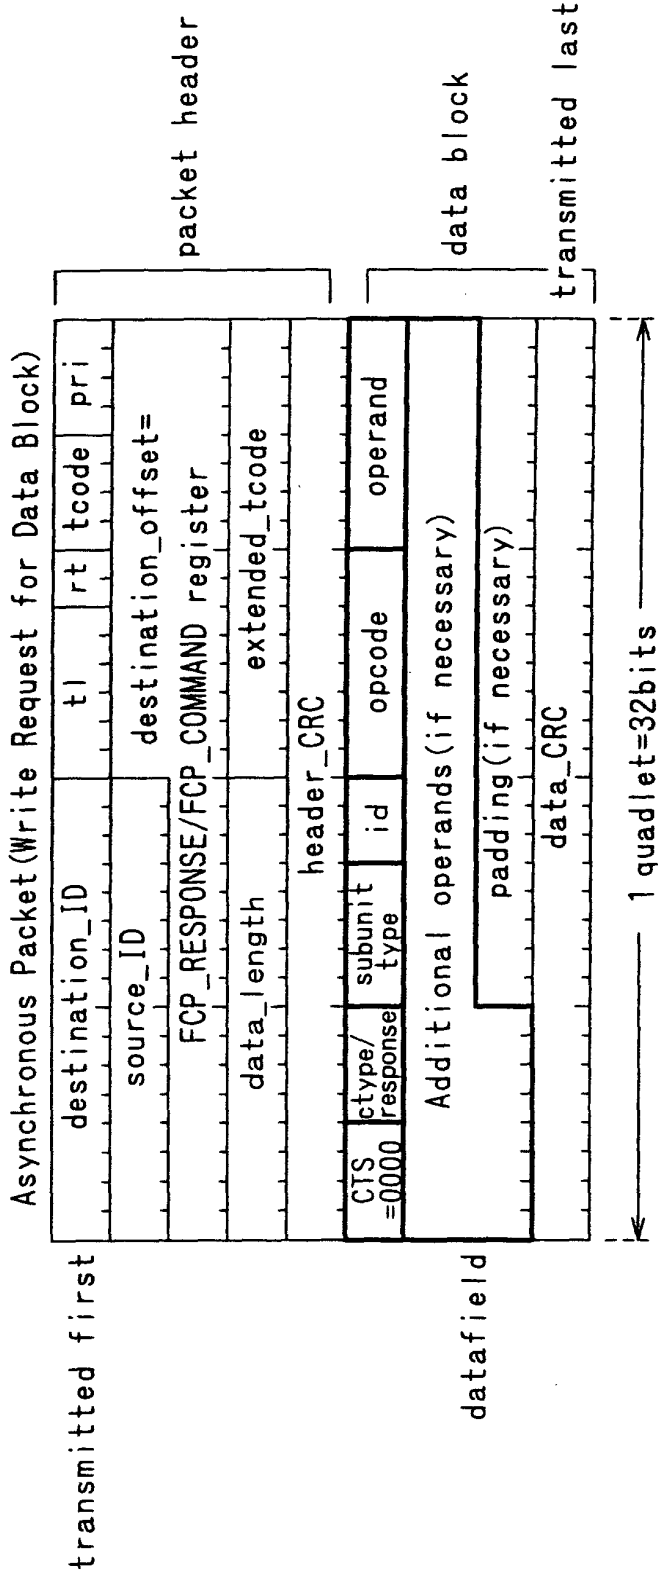 Asynchronous Packet(Write Request for Data Block)
transmitted first
destination_ID tl rt tcode pri
source_ID destination_offset=
FCP_RESPONSE/FCP_COMMAND register
data_length extended_tcode
header_CRC
packet header
CTS
=0000
ctype/
response
subunit
type
id
opcode
operand
Additional operands(if necessary)
padding(if necessary)
data_CRC
datafield
data block
transmitted last
1 quadlet=32bits